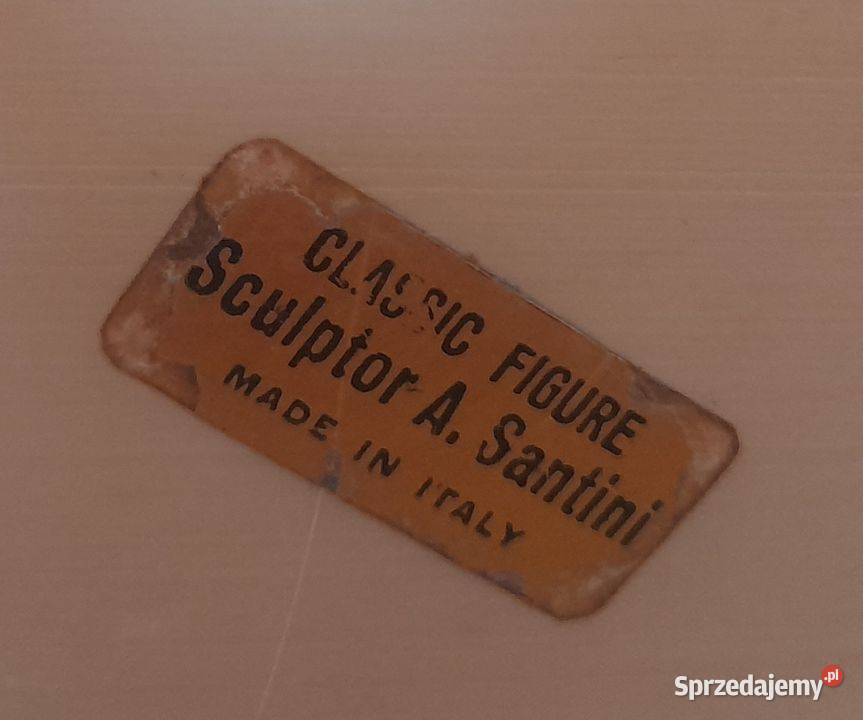 CLASSIC FIGURE
Sculptor A. Santini
MADE IN ITALY
Sprzedajemy.pl